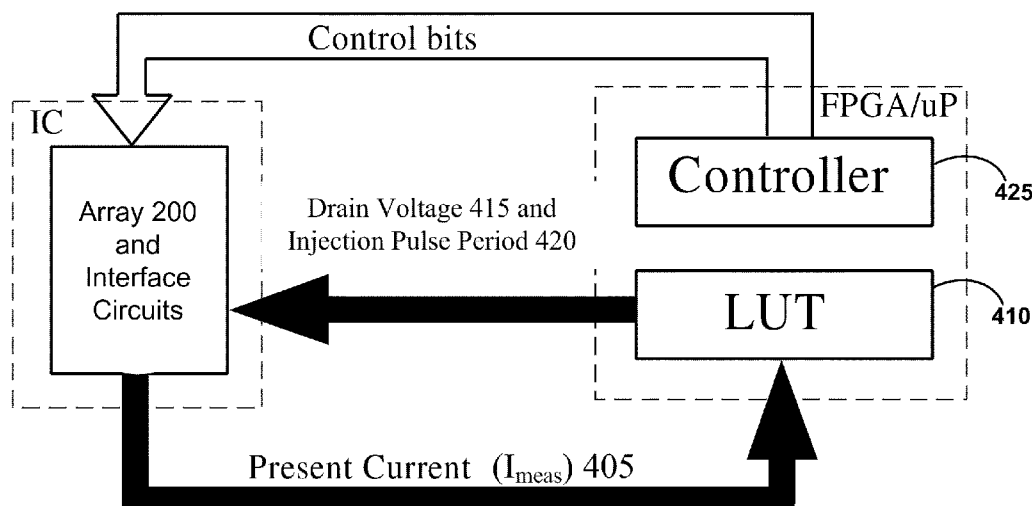 Control bits
IC
FPGA/uP
Array 200
and
Interface
Circuits
Drain Voltage 415 and
Injection Pulse Period 420
Controller
425
LUT
410
Present Current (Imeas) 405